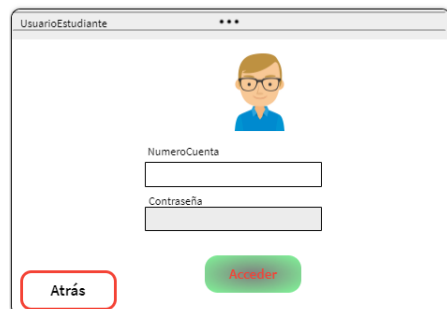 UsuarioEstudiante
NumeroCuenta
Contraseña
Acceder
Atrás